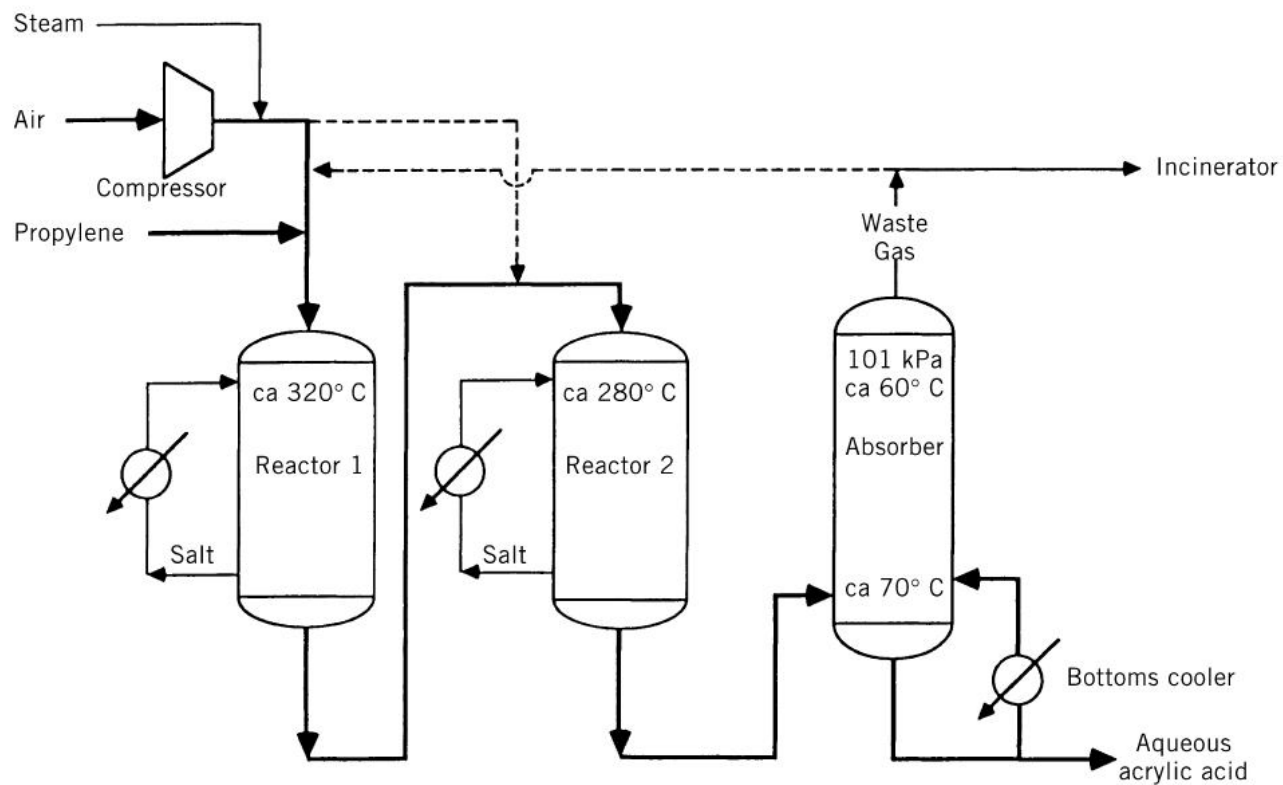 Steam
Air
Compressor
Propylene
Incinerator
Waste
Gas
ca 320° C
Reactor 1
Salt
ca 280° C
Reactor 2
Salt
101 kPa
ca 60° C
Absorber
ca 70° C
Bottoms cooler
Aqueous
acrylic acid